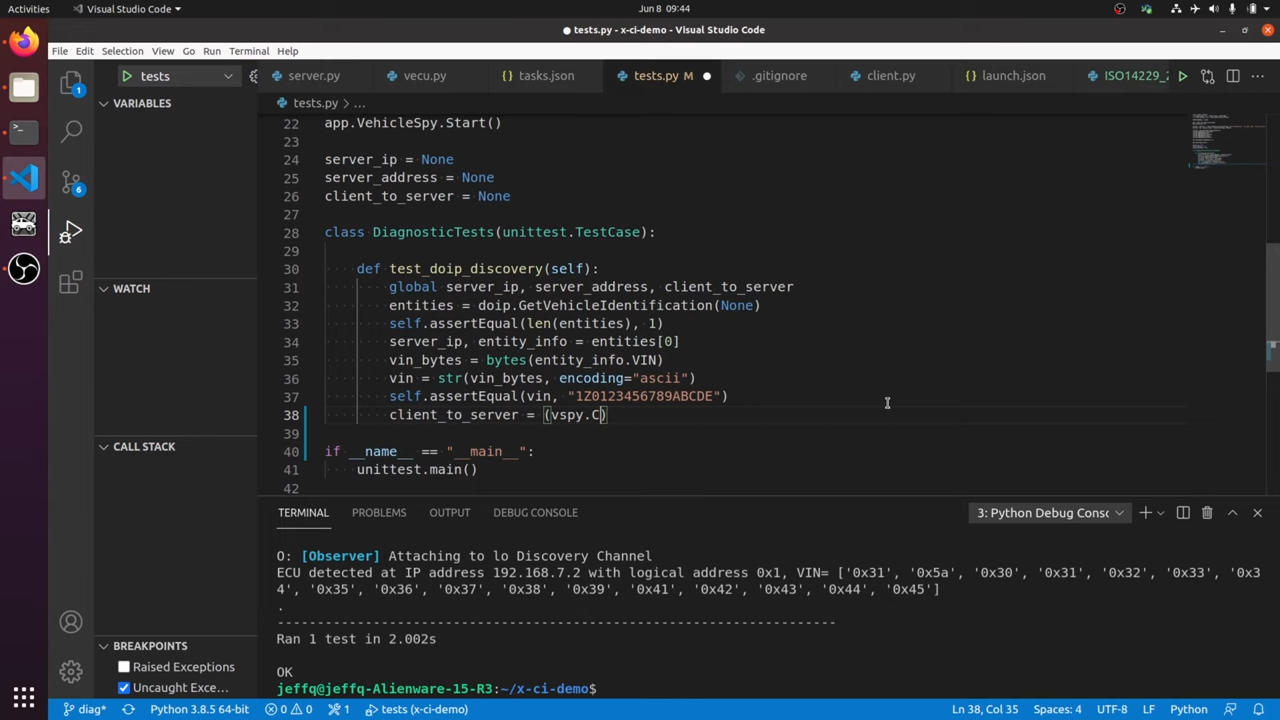 Activities Visual Studio Code Jun 8 09:44
tests.py - x-ci-demo - Visual Studio Code
File Edit Selection View Go Run Terminal Help
tests server.py vecu.py tasks.json tests.py M .gitignore client.py launch.json ISO14229_2
VARIABLES
tests.py > ...
22 app.VehicleSpy.Start()
23
24 server_ip = None
25 server_address = None
26 client_to_server = None
27
28 class DiagnosticTests(unittest.TestCase):
29
30 def test_doip_discovery(self):
31 global server_ip, server_address, client_to_server
32 entities = doip.GetVehicleIdentification(None)
33 self.assertEqual(len(entities), 1)
34 server_ip, entity_info = entities[0]
35 vin_bytes = bytes(entity_info.VIN)
36 vin = str(vin_bytes, encoding="ascii")
37 self.assertEqual(vin, "1Z0123456789ABCDE")
38 client_to_server = (vspy.C)
39
40 if __name__ == "__main__":
41 unittest.main()
42
WATCH
CALL STACK
BREAKPOINTS
Raised Exceptions
Uncaught Exce...
1
6
TERMINAL PROBLEMS OUTPUT DEBUG CONSOLE 3: Python Debug Consc
O: [Observer] Attaching to lo Discovery Channel
ECU detected at IP address 192.168.7.2 with logical address 0x1, VIN= ['0x31', '0x5a', '0x30', '0x31', '0x32', '0x33', '0x3
4', '0x35', '0x36', '0x37', '0x38', '0x39', '0x41', '0x42', '0x43', '0x44', '0x45']
.
----------------------------------------------------------------------
Ran 1 test in 2.002s
OK
jeffq@jeffq-Alienware-15-R3:~/x-ci-demo$
diag* Python 3.8.5 64-bit 0 0 1 tests (x-ci-demo) Ln 38, Col 35 Spaces: 4 UTF-8 LF Python